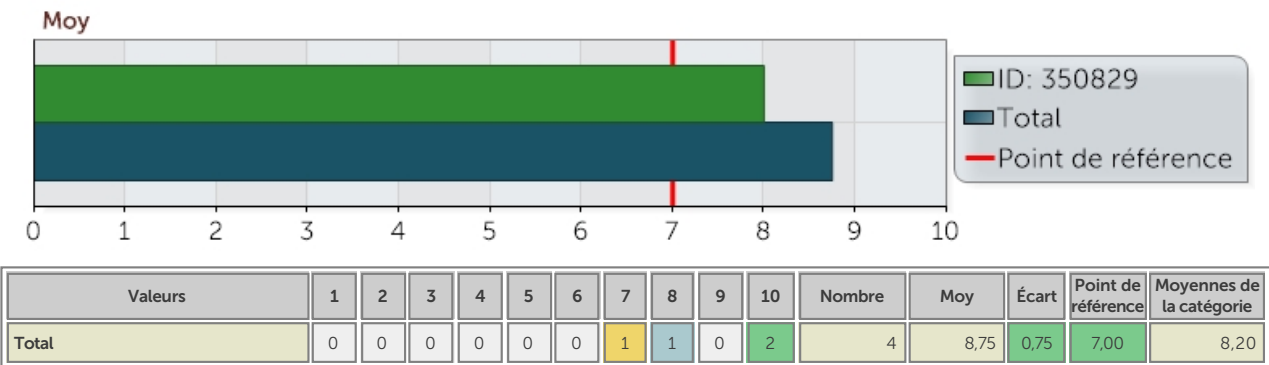 Moy
ID: 350829
Total
Point de référence
0 1 2 3 4 5 6 7 8 9 10
Valeurs 1 2 3 4 5 6 7 8 9 10 Nombre Moy Écart Point de référence Moyennes de la catégorie
Total 0 0 0 0 0 0 1 1 0 2 4 8,75 0,75 7,00 8,20